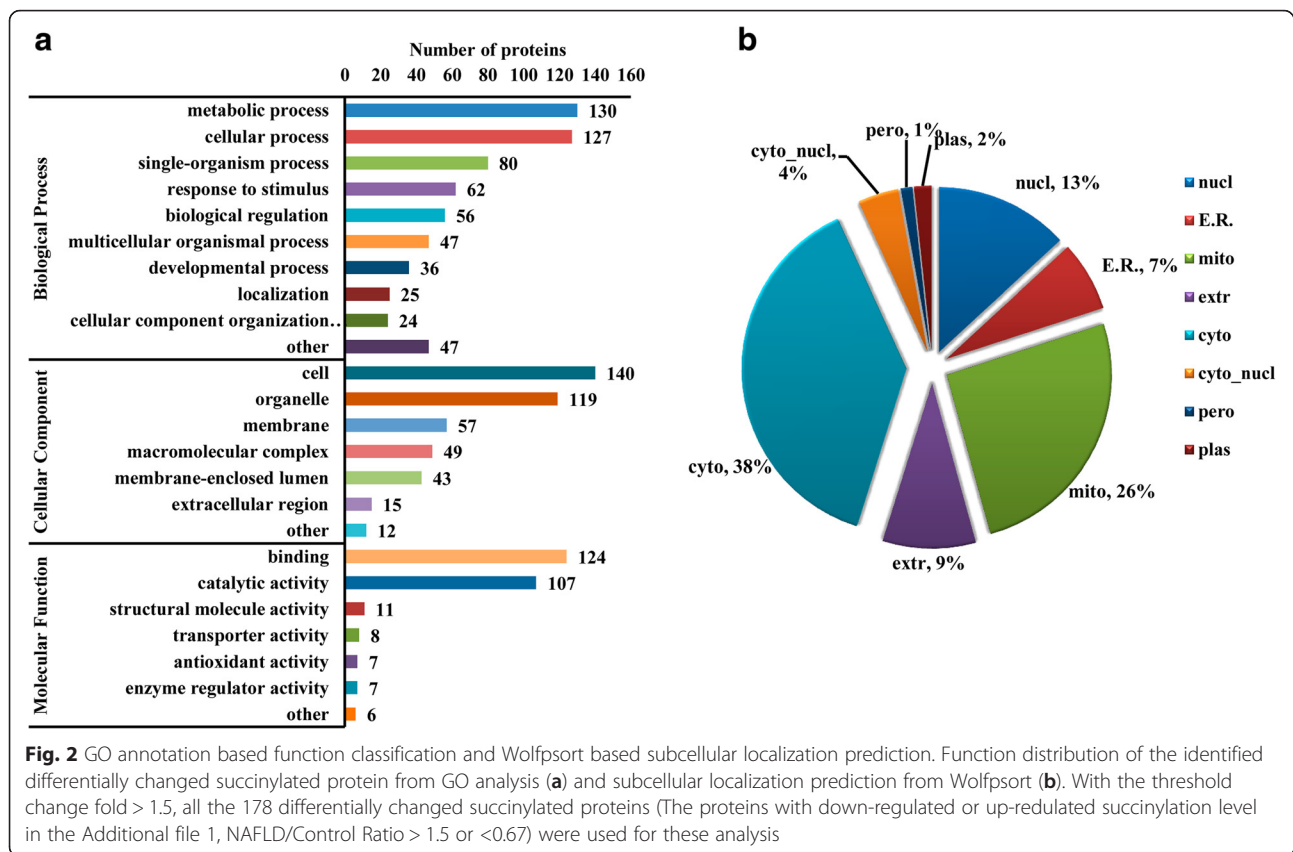 a
Number of proteins
0 20 40 60 80 100 120 140 160
Biological Process
metabolic process 130
cellular process 127
single-organism process 80
response to stimulus 62
biological regulation 56
multicellular organismal process 47
developmental process 36
localization 25
cellular component organization.. 24
other 47
Cellular Component
cell 140
organelle 119
membrane 57
macromolecular complex 49
membrane-enclosed lumen 43
extracellular region 15
other 12
Molecular Function
binding 124
catalytic activity 107
structural molecule activity 11
transporter activity 8
antioxidant activity 7
enzyme regulator activity 7
other 6
b
pero, 1%
plas, 2%
cyto_nucl,
4%
nucl, 13%
E.R., 7%
cyto, 38%
mito, 26%
extr, 9%
nucl
E.R.
mito
extr
cyto
cyto_nucl
pero
plas
Fig. 2 GO annotation based function classification and Wolfpsort based subcellular localization prediction. Function distribution of the identified
differentially changed succinylated protein from GO analysis (a) and subcellular localization prediction from Wolfpsort (b). With the threshold
change fold > 1.5, all the 178 differentially changed succinylated proteins (The proteins with down-regulated or up-redulated succinylation level
in the Additional file 1, NAFLD/Control Ratio > 1.5 or <0.67) were used for these analysis